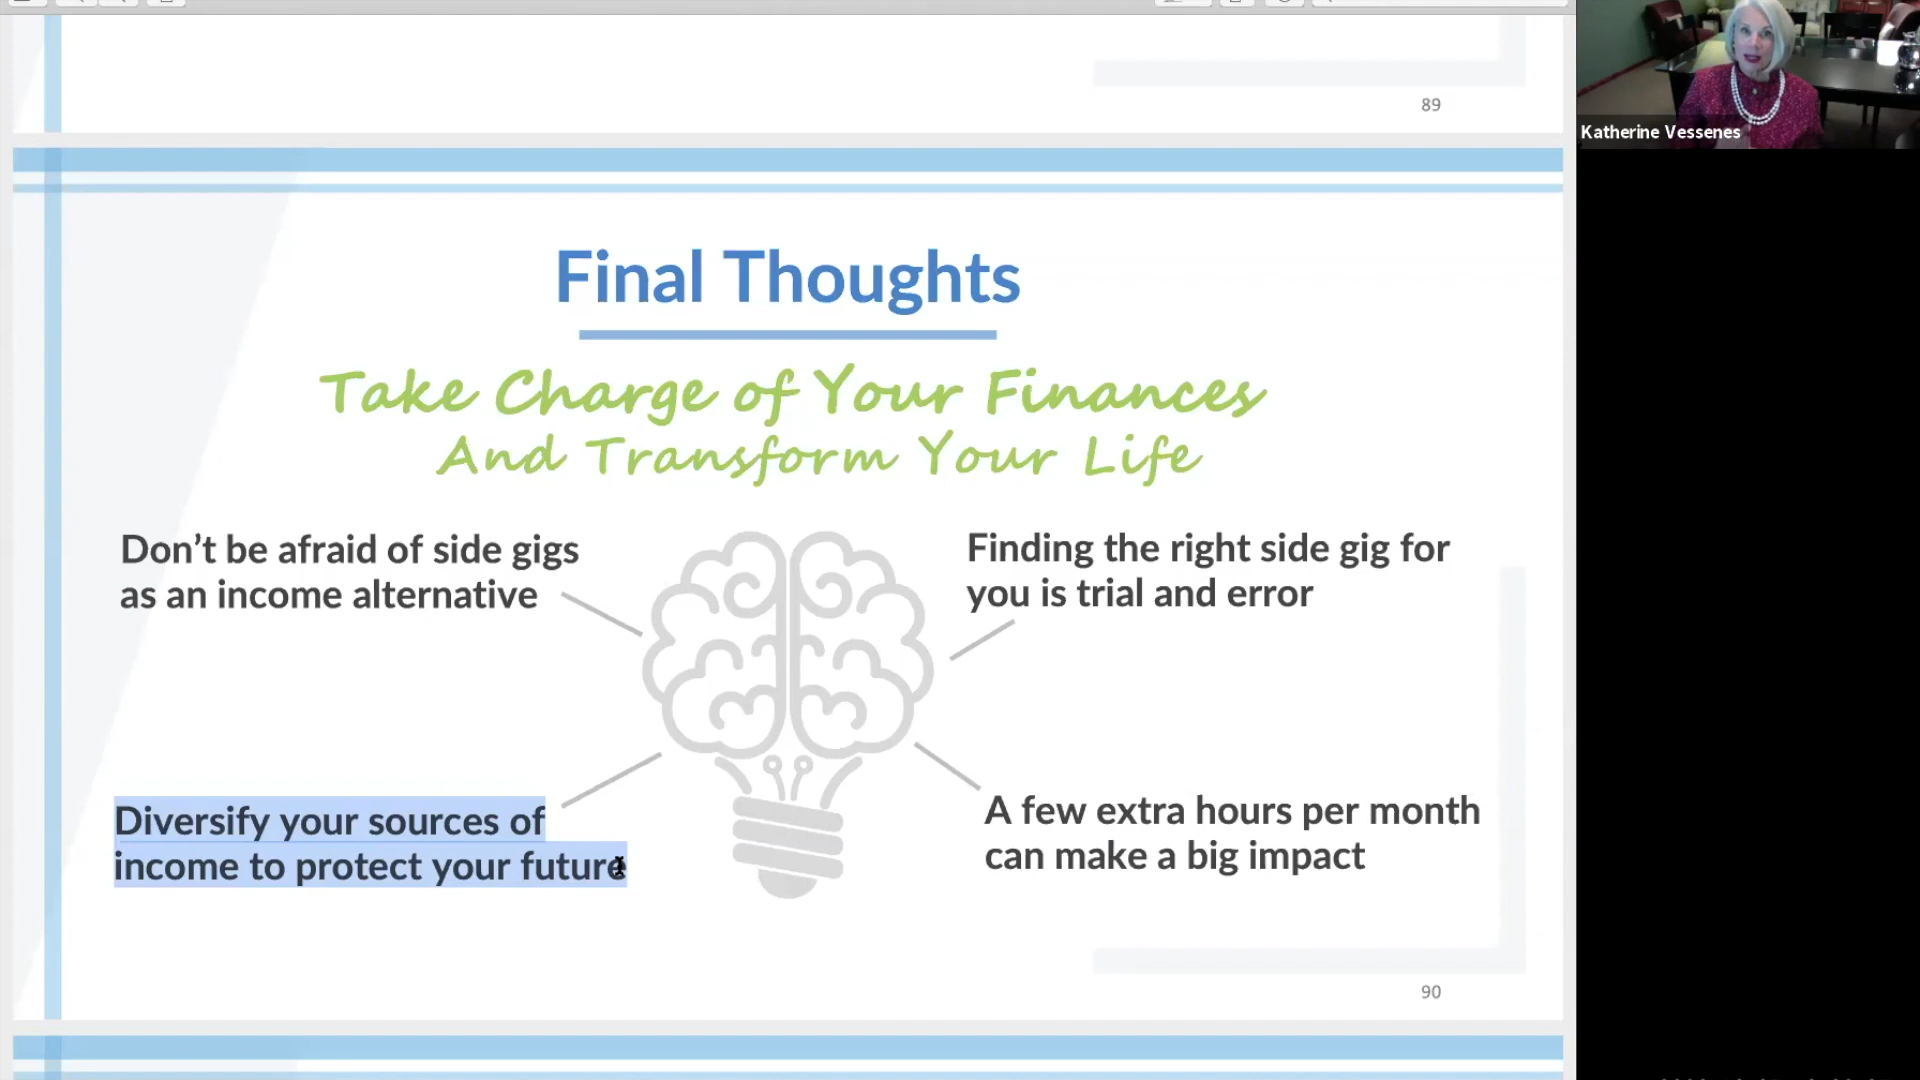 89
Katherine Vessenes
Final Thoughts
Take Charge of Your Finances
And Transform Your Life
Don’t be afraid of side gigs
as an income alternative
Finding the right side gig for
you is trial and error
Diversify your sources of
income to protect your future
A few extra hours per month
can make a big impact
90